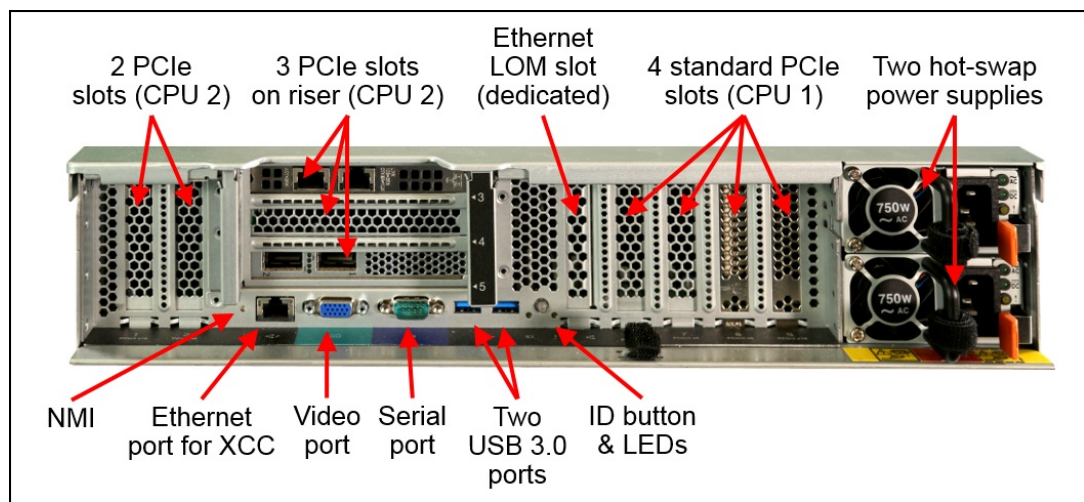 2 PCIe
slots (CPU 2)
3 PCIe slots
on riser (CPU 2)
Ethernet
LOM slot
(dedicated)
4 standard PCIe
slots (CPU 1)
Two hot-swap
power supplies
3
4
5
750W
AC
750W
AC
NMI
Ethernet
port for XCC
Video
port
Serial
port
Two
USB 3.0
ports
ID button
& LEDs